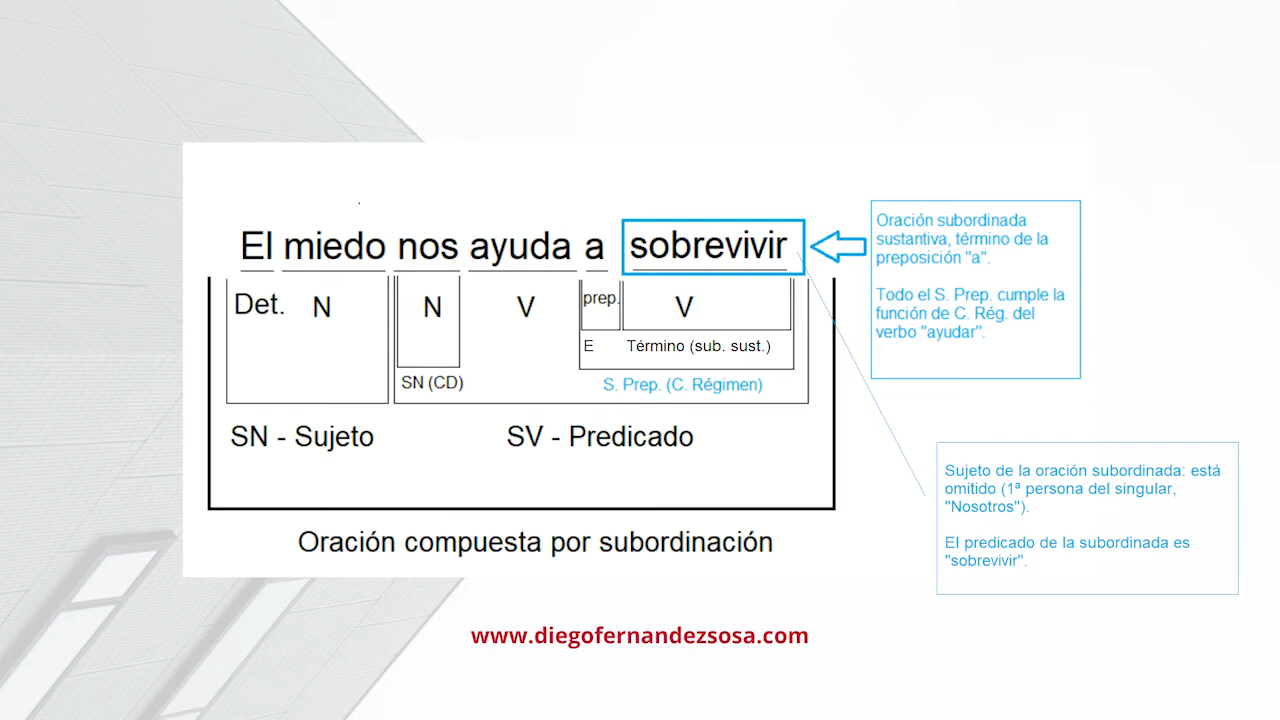 El miedo nos ayuda a sobrevivir
Det. N N V prep. V
E Término (sub. sust.)
SN (CD) S. Prep. (C. Régimen)
SN - Sujeto SV - Predicado
Oración compuesta por subordinación
Oración subordinada
sustantiva, término de la
preposición "a".
Todo el S. Prep. cumple la
función de C. Rég. del
verbo "ayudar".
Sujeto de la oración subordinada: está
omitido (1ª persona del singular,
"Nosotros").
El predicado de la subordinada es
"sobrevivir".
www.diegofernandezsosa.com